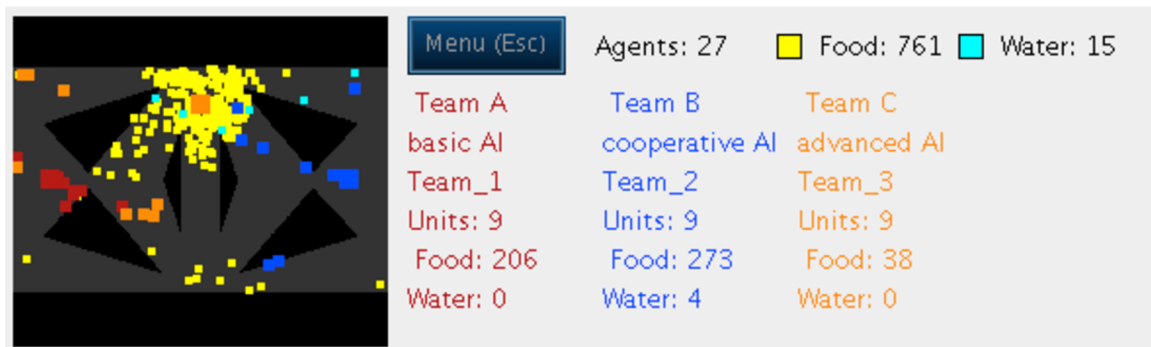 Menu (Esc) Agents: 27 Food: 761 Water: 15
Team A Team B Team C
basic AI cooperative AI advanced AI
Team_1 Team_2 Team_3
Units: 9 Units: 9 Units: 9
Food: 206 Food: 273 Food: 38
Water: 0 Water: 4 Water: 0